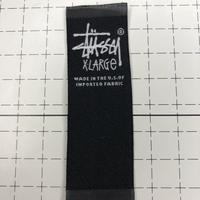 Stüssy
XLARGE
MADE IN THE U.S. OF
IMPORTED FABRIC